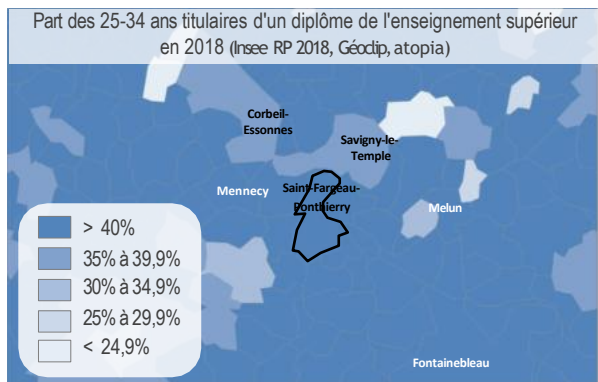 Part des 25-34 ans titulaires d'un diplôme de l'enseignement supérieur
en 2018 (Insee RP 2018, Géoclip, atopia)
Corbeil-
Essonnes
Savigny-le-
Temple
Mennecy
Saint-Fargeau-
Ponthierry
Melun
> 40%
35% à 39,9%
30% à 34,9%
25% à 29,9%
< 24,9%
Fontainebleau